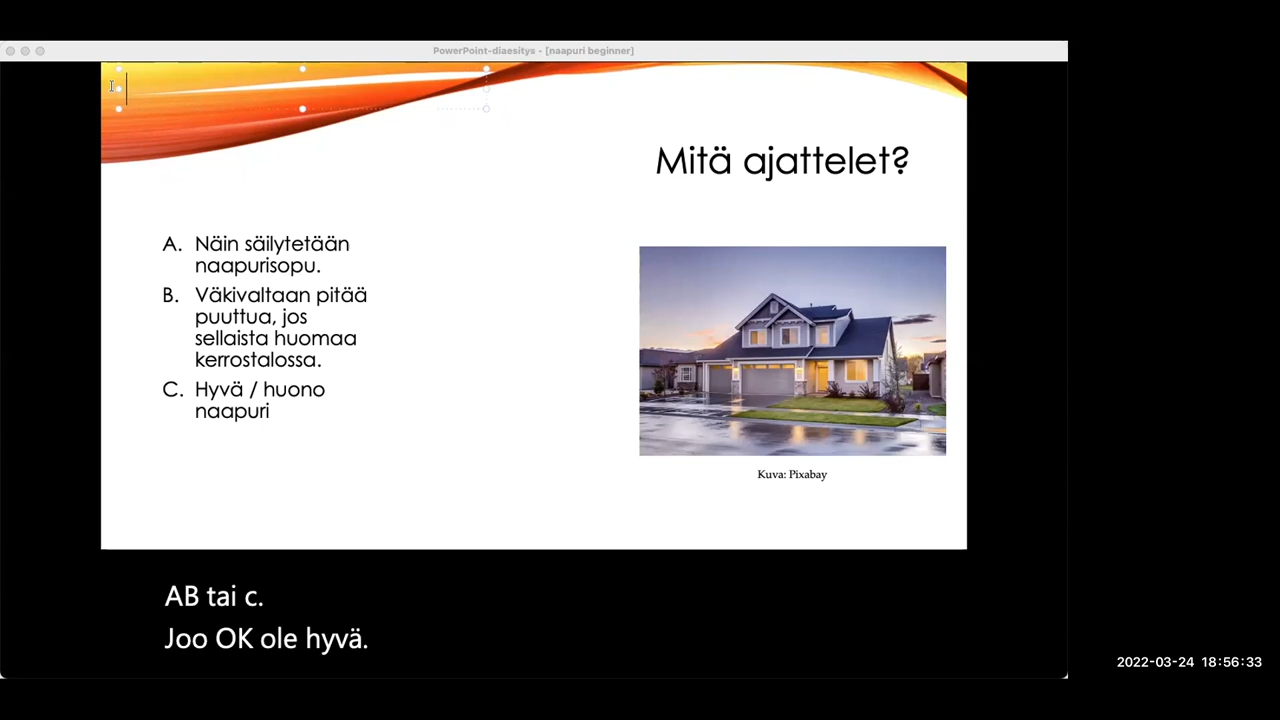 PowerPoint-diaesitys - [naapuri beginner]
Mitä ajattelet?
A. Näin säilytetään
naapurisopu.
B. Väkivaltaan pitää
puuttua, jos
sellaista huomaa
kerrostalossa.
C. Hyvä / huono
naapuri
Kuva: Pixabay
AB tai c.
Joo OK ole hyvä.
2022-03-24 18:56:33